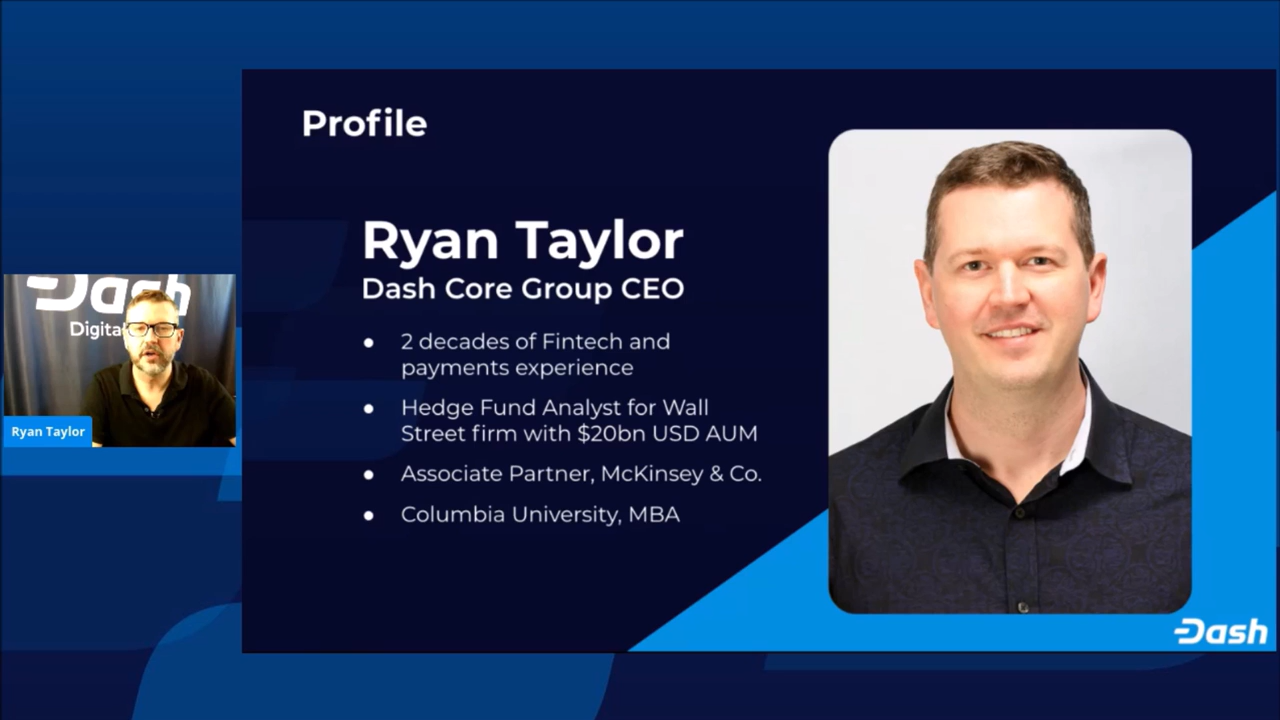 Profile
Ryan Taylor
Dash Core Group CEO
● 2 decades of Fintech and
payments experience
● Hedge Fund Analyst for Wall
Street firm with $20bn USD AUM
● Associate Partner, McKinsey & Co.
● Columbia University, MBA
Dash
Dash
Digita
Ryan Taylor